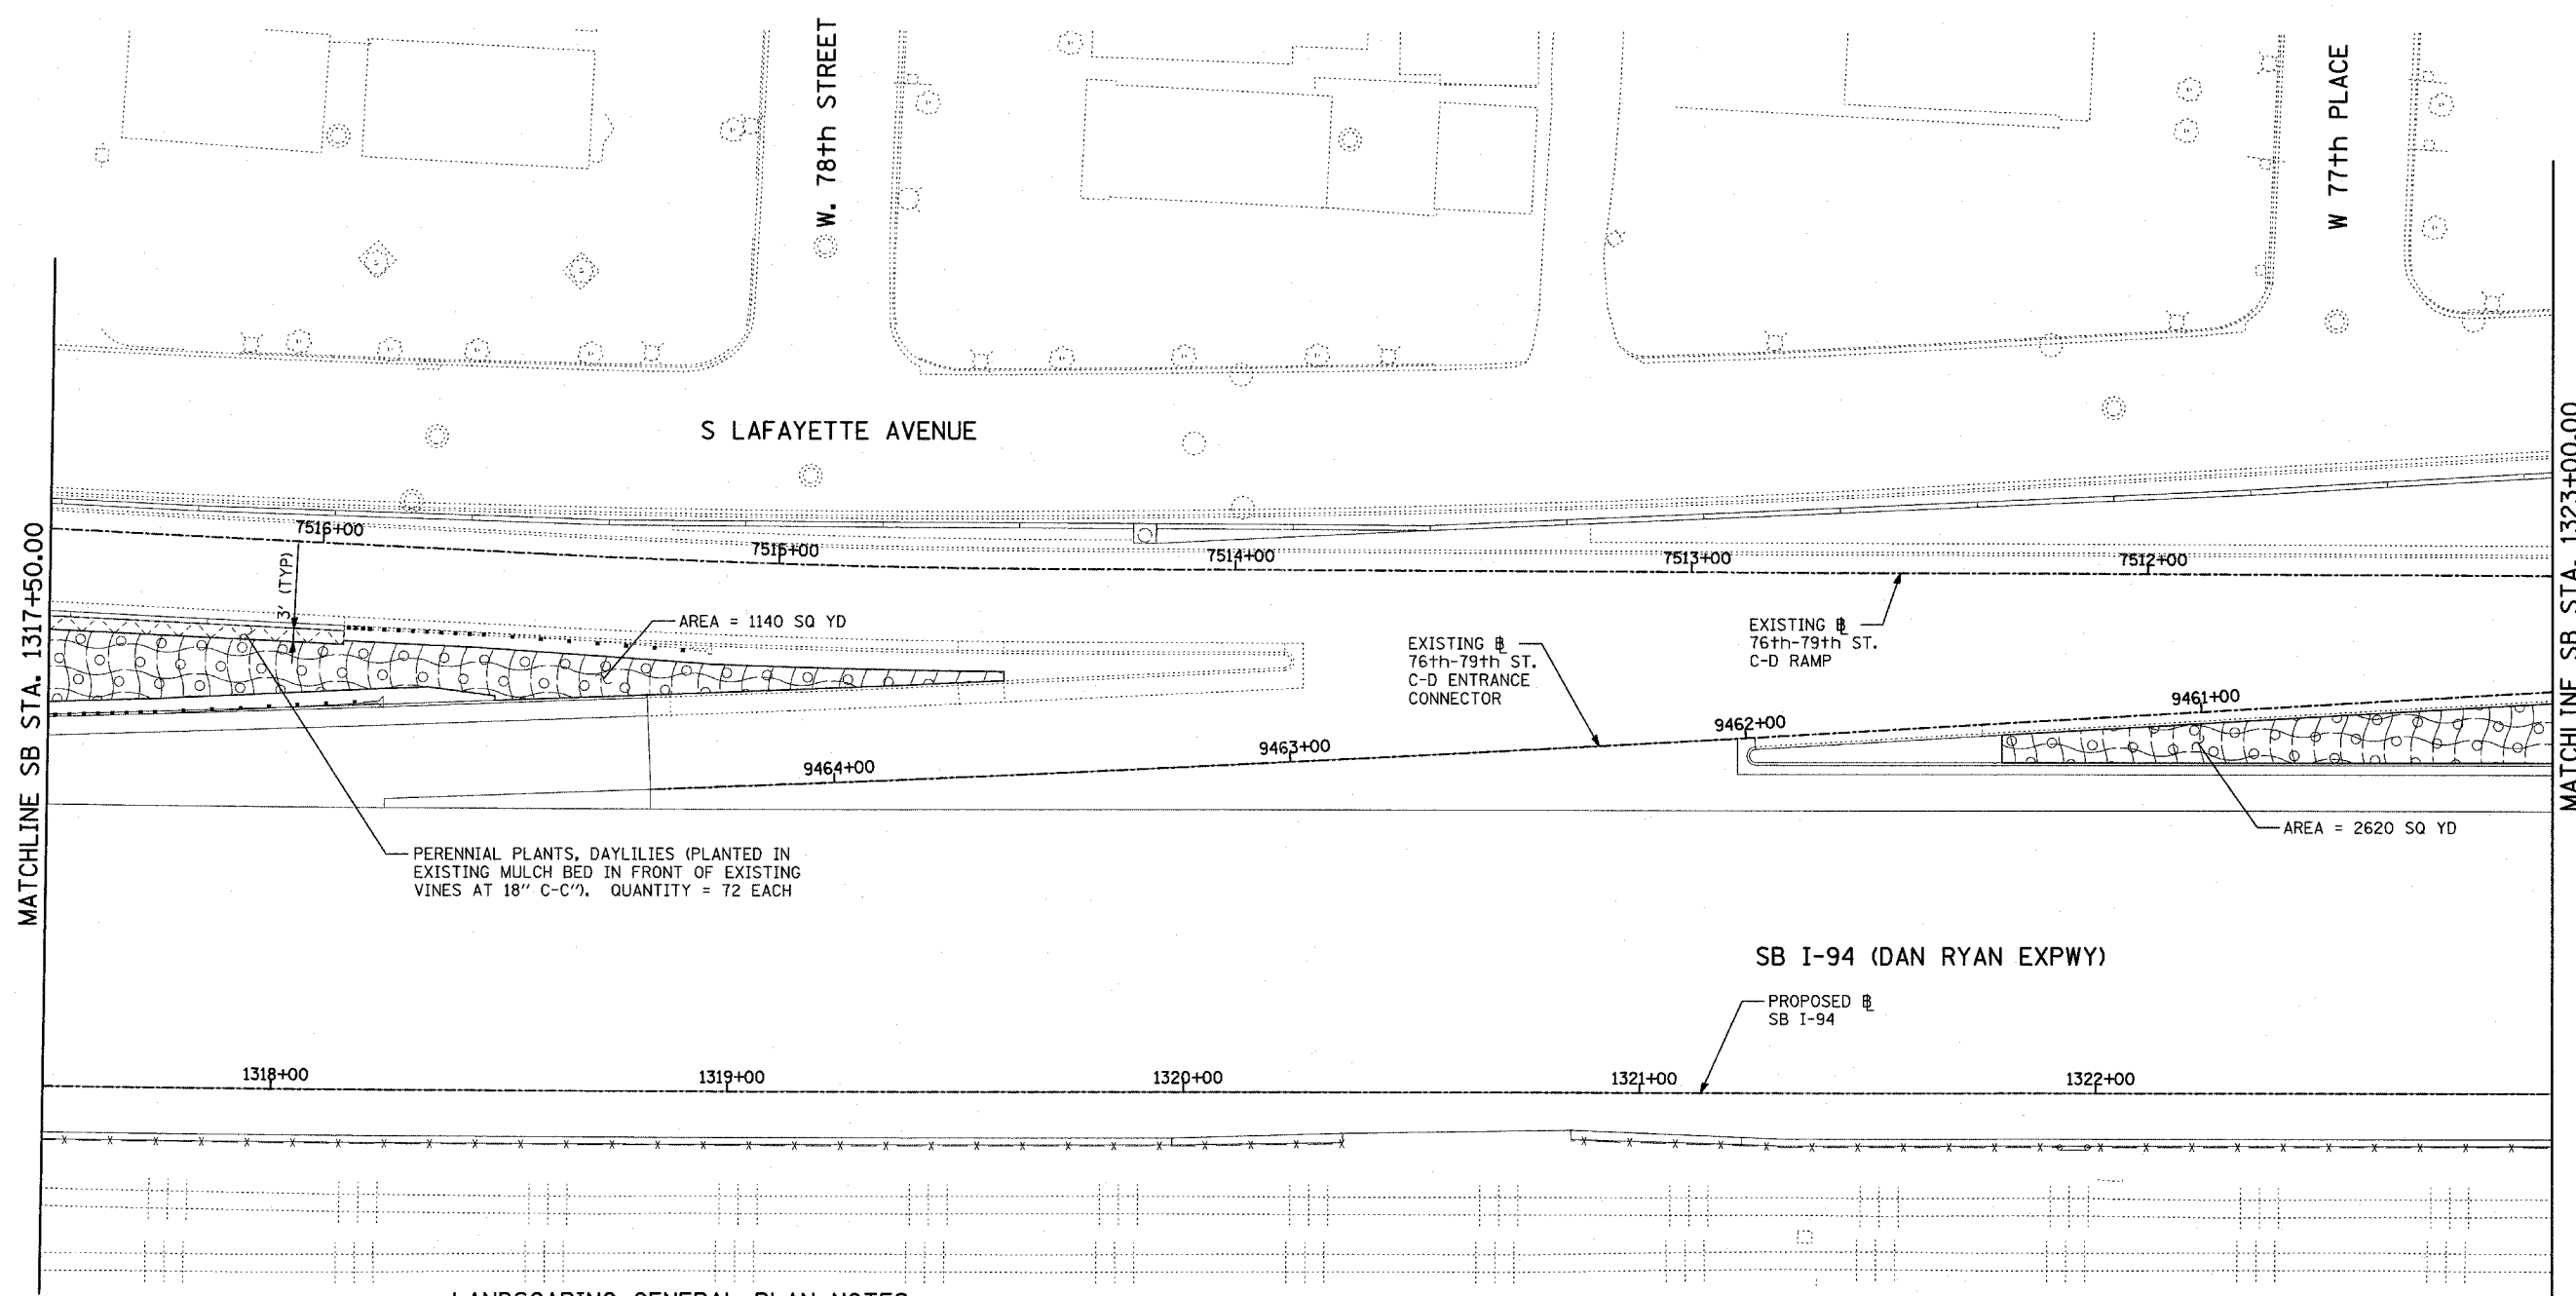 W. 78th STREET
W 77th PLACE
S LAFAYETTE AVENUE
MATCHLINE SB STA. 1317+50.00
MATCHLINE SB STA. 1323+00.00
7516+00
7515+00
7514+00
7513+00
7512+00
3' (TYP)
AREA = 1140 SQ YD
EXISTING ℄
76th-79th ST.
C-D ENTRANCE
CONNECTOR
EXISTING ℄
76th-79th ST.
C-D RAMP
9464+00
9463+00
9462+00
9461+00
AREA = 2620 SQ YD
PERENNIAL PLANTS, DAYLILIES (PLANTED IN
EXISTING MULCH BED IN FRONT OF EXISTING
VINES AT 18" C-C"). QUANTITY = 72 EACH
SB I-94 (DAN RYAN EXPWY)
PROPOSED ℄
SB I-94
1318+00
1319+00
1320+00
1321+00
1322+00
LANDSCAPING GENERAL PLAN NOTES